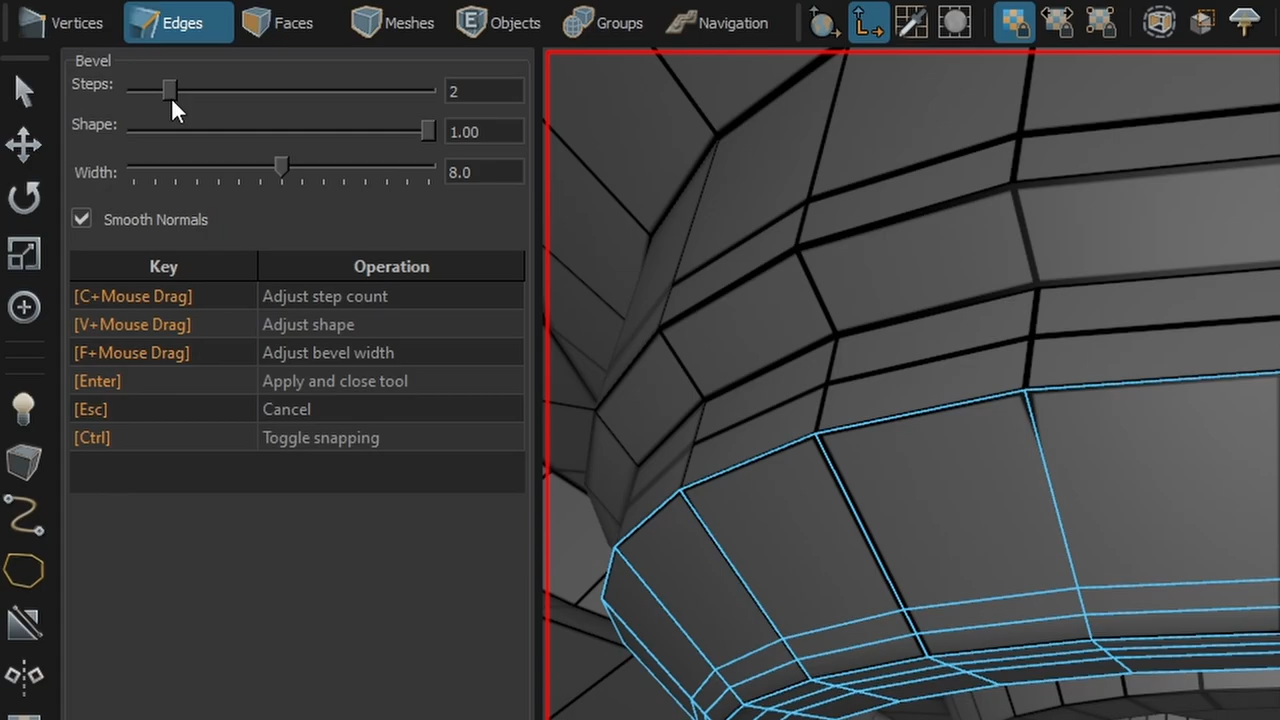 Vertices Edges Faces Meshes Objects Groups Navigation
Bevel
Steps: 2
Shape: 1.00
Width: 8.0
Smooth Normals
Key Operation
[C+Mouse Drag] Adjust step count
[V+Mouse Drag] Adjust shape
[F+Mouse Drag] Adjust bevel width
[Enter] Apply and close tool
[Esc] Cancel
[Ctrl] Toggle snapping